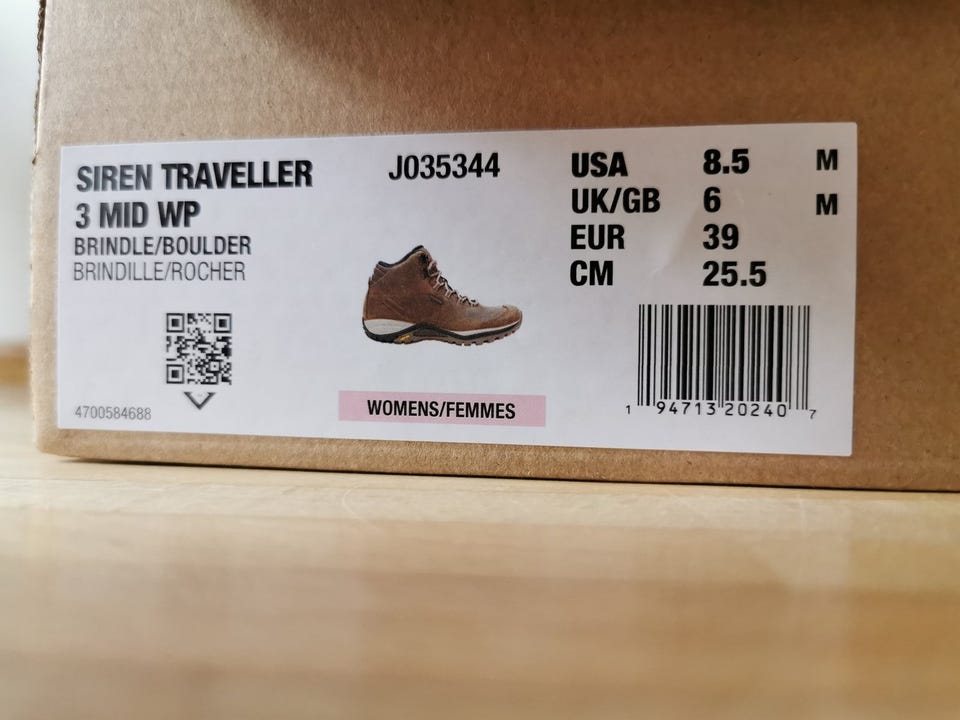 SIREN TRAVELLER
3 MID WP
BRINDLE/BOULDER
BRINDILLE/ROCHER
4700584688
J035344
WOMENS/FEMMES
USA 8.5 M
UK/GB 6 M
EUR 39
CM 25.5
1 94713 20240 7